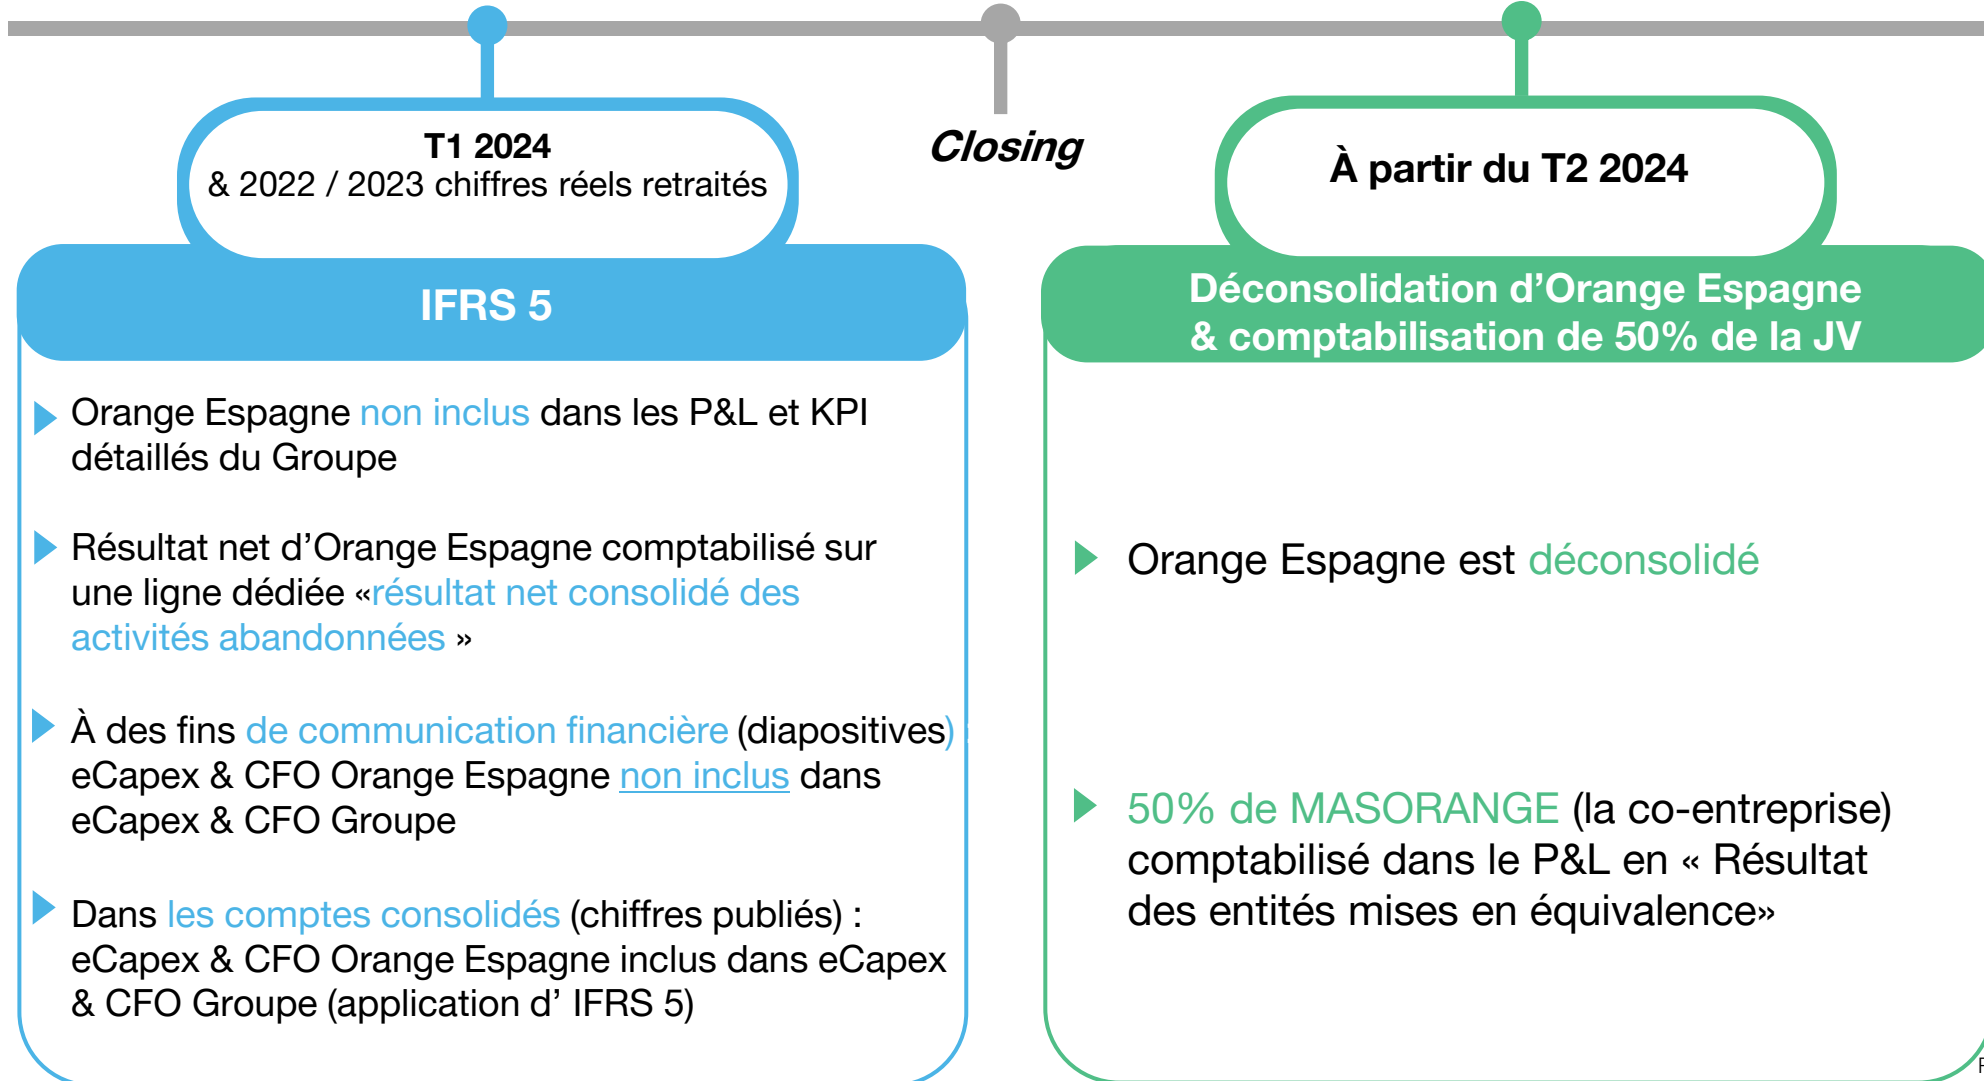 T1 2024
& 2022 / 2023 chiffres réels retraités
Closing
À partir du T2 2024
IFRS 5
Orange Espagne non inclus dans les P&L et KPI
détaillés du Groupe
Résultat net d’Orange Espagne comptabilisé sur
une ligne dédiée «résultat net consolidé des
activités abandonnées »
À des fins de communication financière (diapositives) :
eCapex & CFO Orange Espagne non inclus dans
eCapex & CFO Groupe
Dans les comptes consolidés (chiffres publiés) :
eCapex & CFO Orange Espagne inclus dans eCapex
& CFO Groupe (application d’ IFRS 5)
Déconsolidation d’Orange Espagne
& comptabilisation de 50% de la JV
Orange Espagne est déconsolidé
50% de MASORANGE (la co-entreprise)
comptabilisé dans le P&L en « Résultat
des entités mises en équivalence»